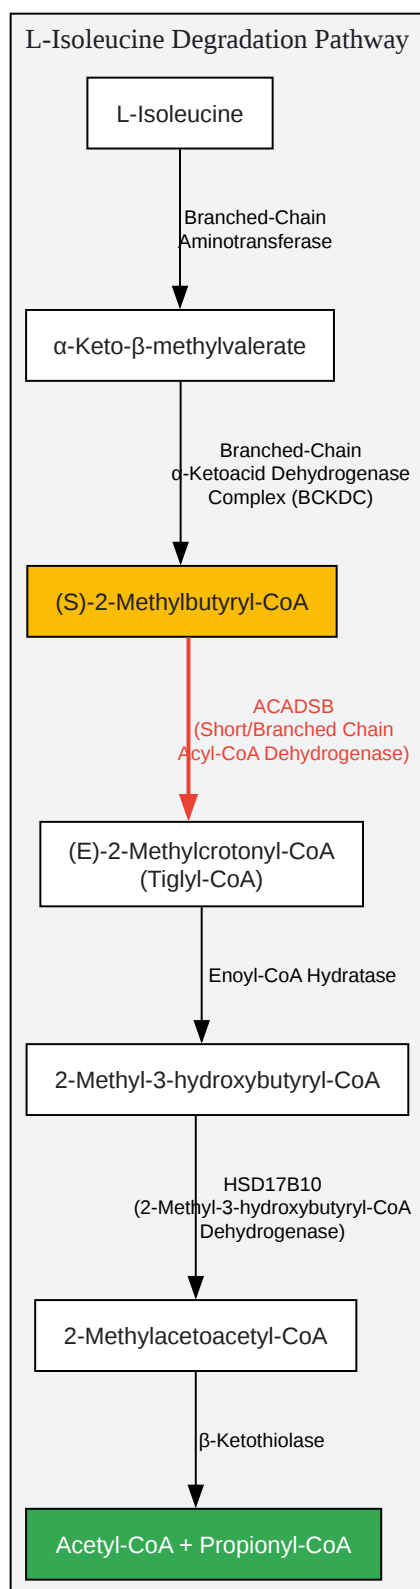 L-Isoleucine Degradation Pathway
L-Isoleucine
Branched-Chain
Aminotransferase
α-Keto-β-methylvalerate
Branched-Chain
α-Ketoacid Dehydrogenase
Complex (BCKDC)
(S)-2-Methylbutyryl-CoA
ACADSB
(Short/Branched Chain
Acyl-CoA Dehydrogenase)
(E)-2-Methylcrotonyl-CoA
(Tiglyl-CoA)
Enoyl-CoA Hydratase
2-Methyl-3-hydroxybutyryl-CoA
HSD17B10
(2-Methyl-3-hydroxybutyryl-CoA
Dehydrogenase)
2-Methylacetoacetyl-CoA
β-Ketothiolase
Acetyl-CoA + Propionyl-CoA